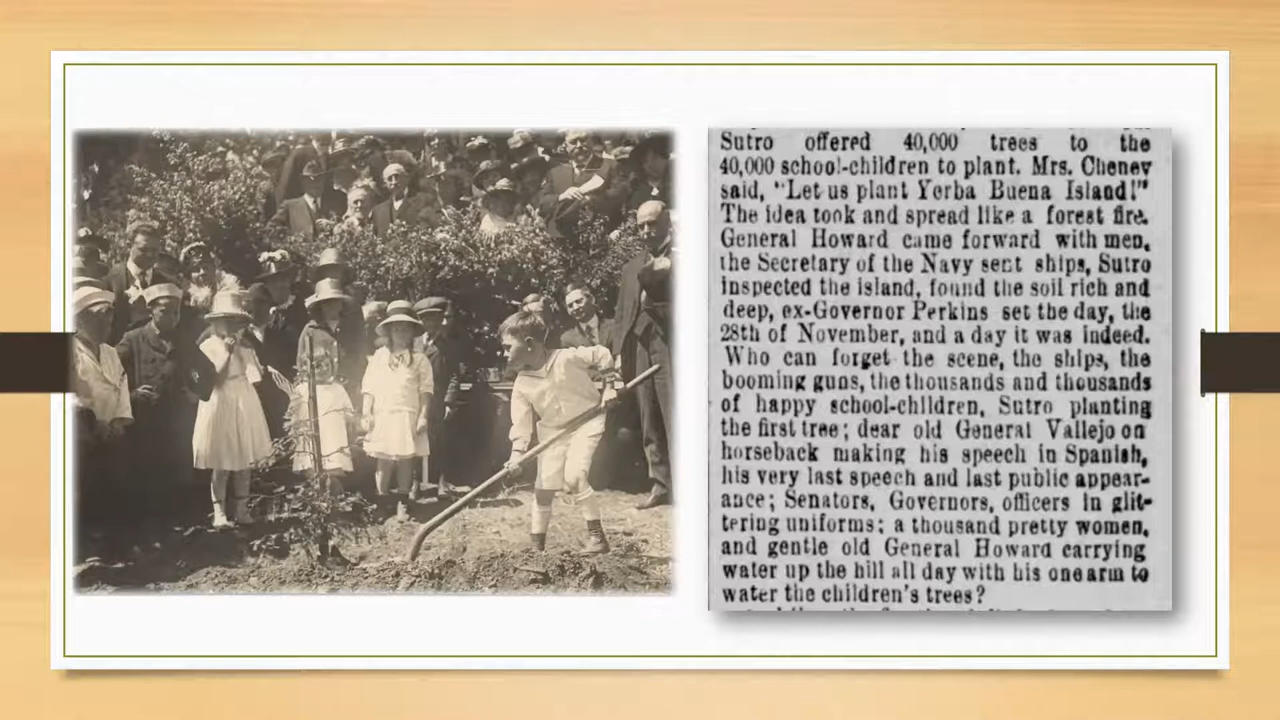 Sutro offered 40,000 trees to the
40,000 school-children to plant. Mrs. Cheney
said, "Let us plant Yerba Buena Island!"
The idea took and spread like a forest fire.
General Howard came forward with men,
the Secretary of the Navy sent ships, Sutro
inspected the island, found the soil rich and
deep, ex-Governor Perkins set the day, the
28th of November, and a day it was indeed.
Who can forget the scene, the ships, the
booming guns, the thousands and thousands
of happy school-children, Sutro planting
the first tree; dear old General Vallejo on
horseback making his speech in Spanish,
his very last speech and last public appear-
ance; Senators, Governors, officers in glit-
tering uniforms; a thousand pretty women,
and gentle old General Howard carrying
water up the hill all day with his one arm to
water the children's trees?